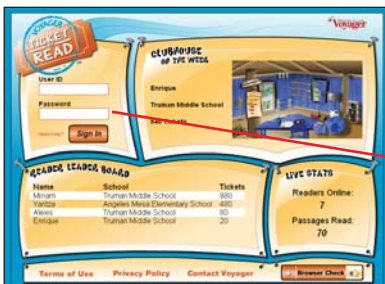 Voyager
VOYAGER
TICKET
READ
User ID
Password
Need help?
Sign In
CLUBHOUSE
OF THE WEEK
Enrique
Truman Middle School
READER LEADER BOARD
Name School Tickets
Miriam Truman Middle School 980
Yaritza Angeles Mesa Elementary School 480
Alexis Truman Middle School 80
Enrique Truman Middle School 20
LIVE STATS
Readers Online:
7
Passages Read:
70
Terms of Use Privacy Policy Contact Voyager
Browser Check